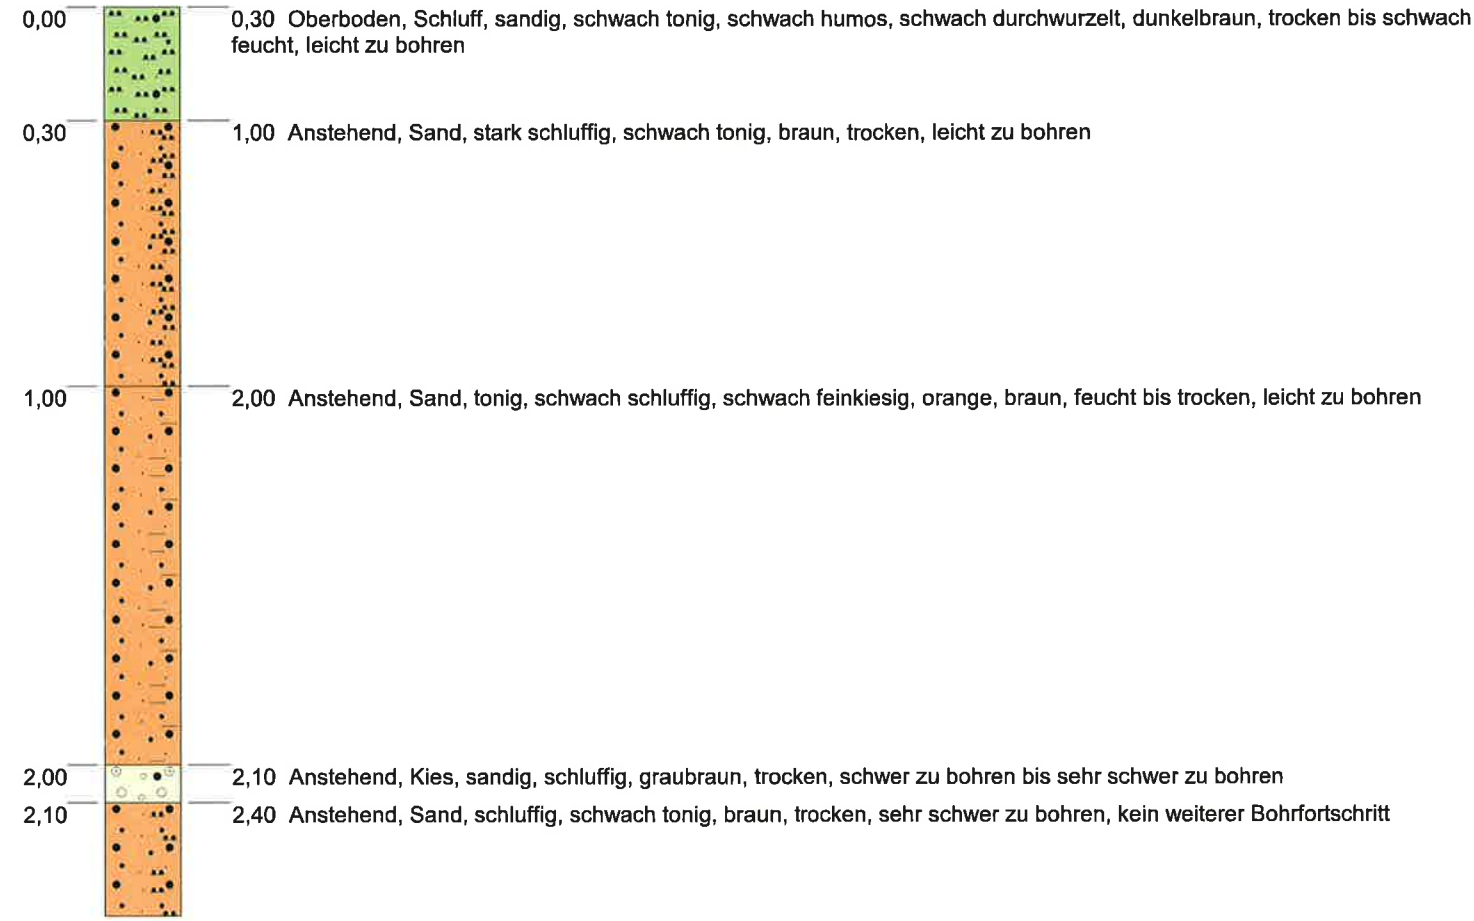 0,00 0,30 Oberboden, Schluff, sandig, schwach tonig, schwach humos, schwach durchwurzelt, dunkelbraun, trocken bis schwach
feucht, leicht zu bohren
0,30 1,00 Anstehend, Sand, stark schluffig, schwach tonig, braun, trocken, leicht zu bohren
1,00 2,00 Anstehend, Sand, tonig, schwach schluffig, schwach feinkiesig, orange, braun, feucht bis trocken, leicht zu bohren
2,00 2,10 Anstehend, Kies, sandig, schluffig, graubraun, trocken, schwer zu bohren bis sehr schwer zu bohren
2,10 2,40 Anstehend, Sand, schluffig, schwach tonig, braun, trocken, sehr schwer zu bohren, kein weiterer Bohrfortschritt